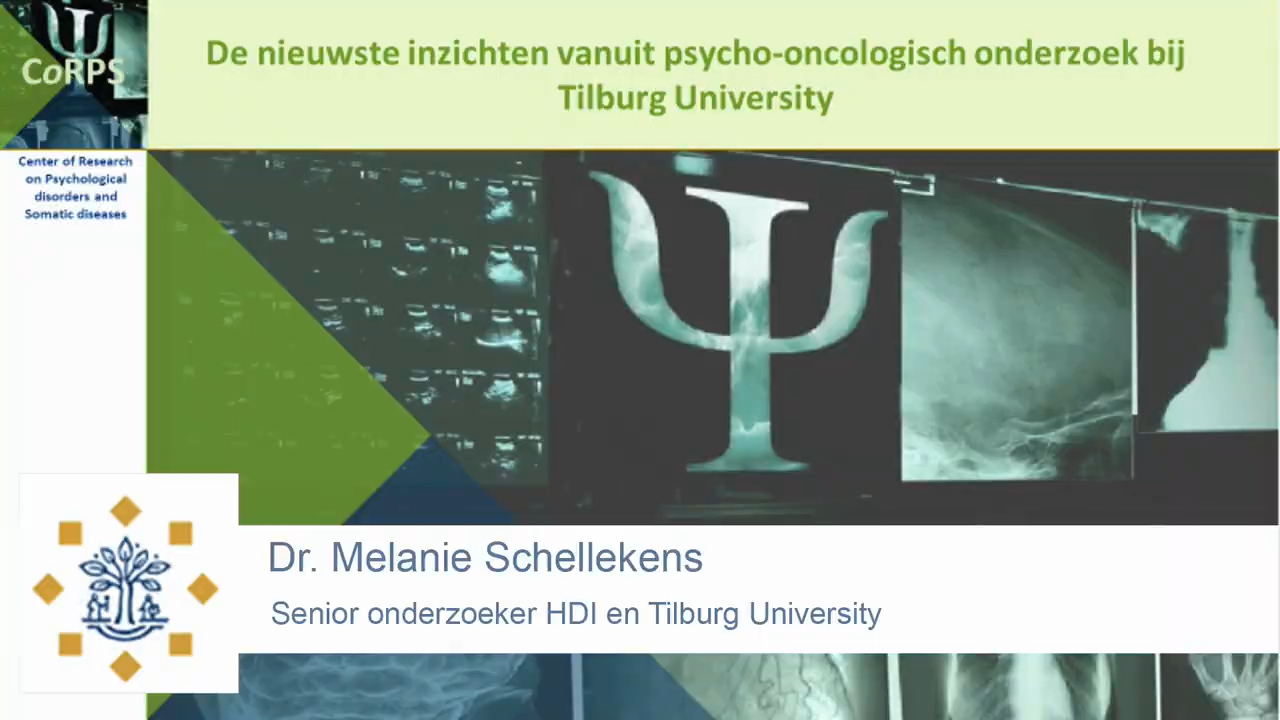 CoRPS
De nieuwste inzichten vanuit psycho-oncologisch onderzoek bij
Tilburg University
Center of Research
on Psychological
disorders and
Somatic diseases
Ψ
Dr. Melanie Schellekens
Senior onderzoeker HDI en Tilburg University